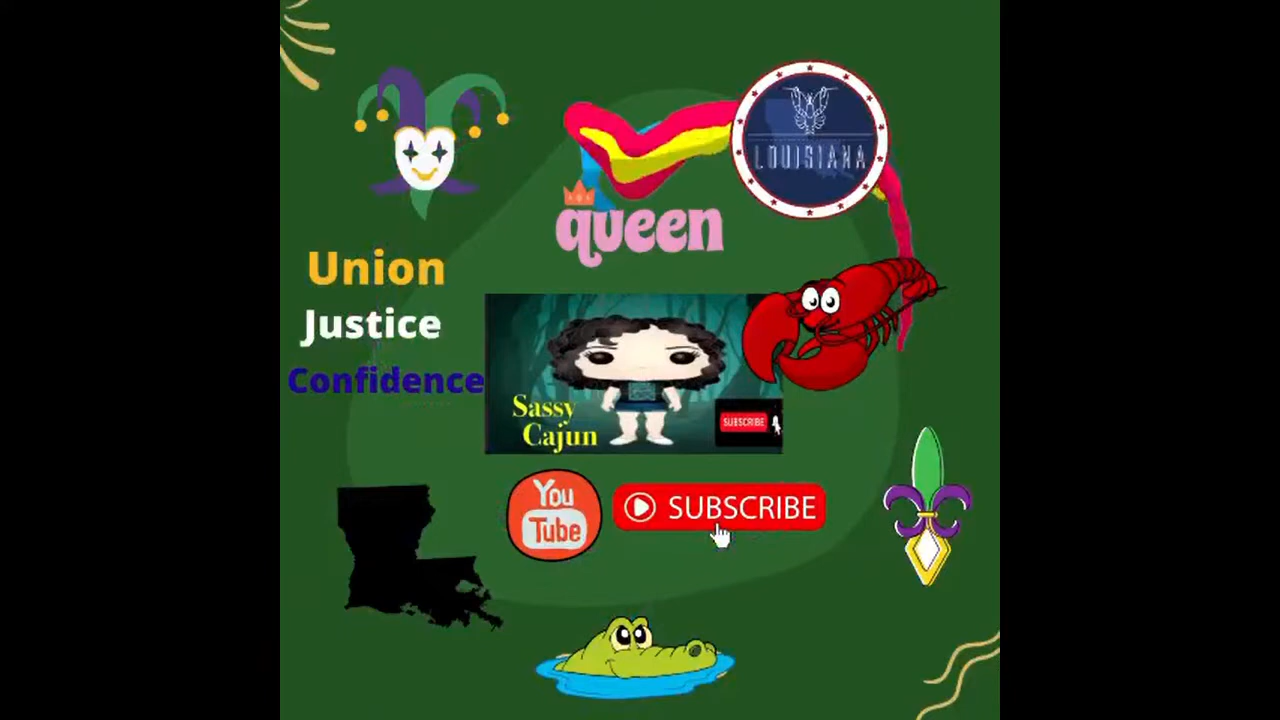 LOUISIANA
queen
Union
Justice
Confidence
Sassy
Cajun
SUBSCRIBE
You
Tube
SUBSCRIBE